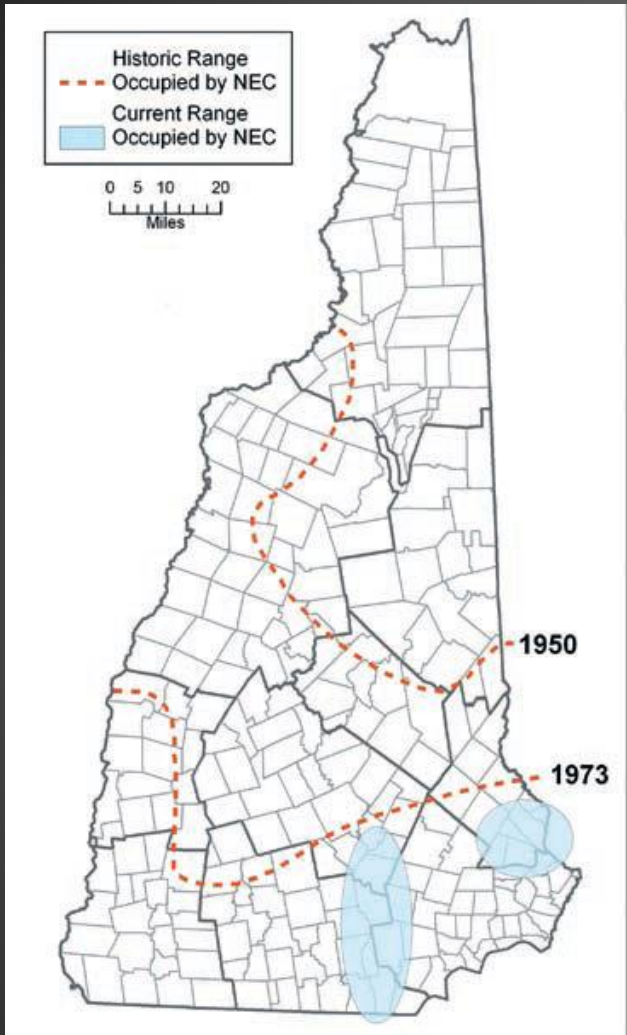 Historic Range
Occupied by NEC
Current Range
Occupied by NEC
0 5 10 20
Miles
1950
1973